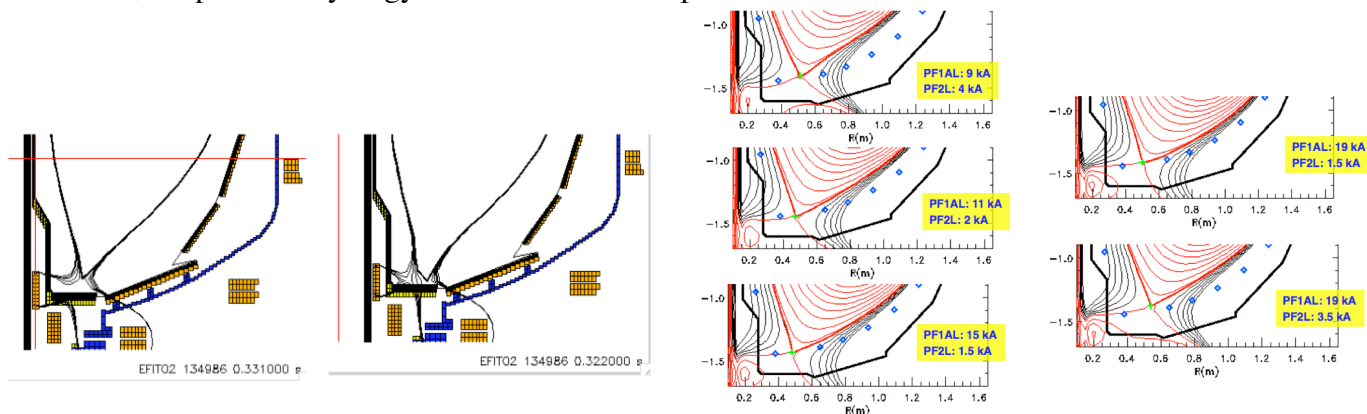 EFIT02 134986 0.331000 s
EFIT02 134986 0.322000 s
-1.0
PF1AL: 9 kA
PF2L: 4 kA
-1.5
0.2 0.4 0.6 0.8 1.0 1.2 1.4 1.6
R(m)
-1.0
PF1AL: 11 kA
PF2L: 2 kA
-1.5
0.2 0.4 0.6 0.8 1.0 1.2 1.4 1.6
R(m)
-1.0
PF1AL: 15 kA
PF2L: 1.5 kA
-1.5
0.2 0.4 0.6 0.8 1.0 1.2 1.4 1.6
R(m)
-1.0
PF1AL: 19 kA
PF2L: 1.5 kA
-1.5
0.2 0.4 0.6 0.8 1.0 1.2 1.4 1.6
R(m)
-1.0
PF1AL: 19 kA
PF2L: 3.5 kA
-1.5
0.2 0.4 0.6 0.8 1.0 1.2 1.4 1.6
R(m)